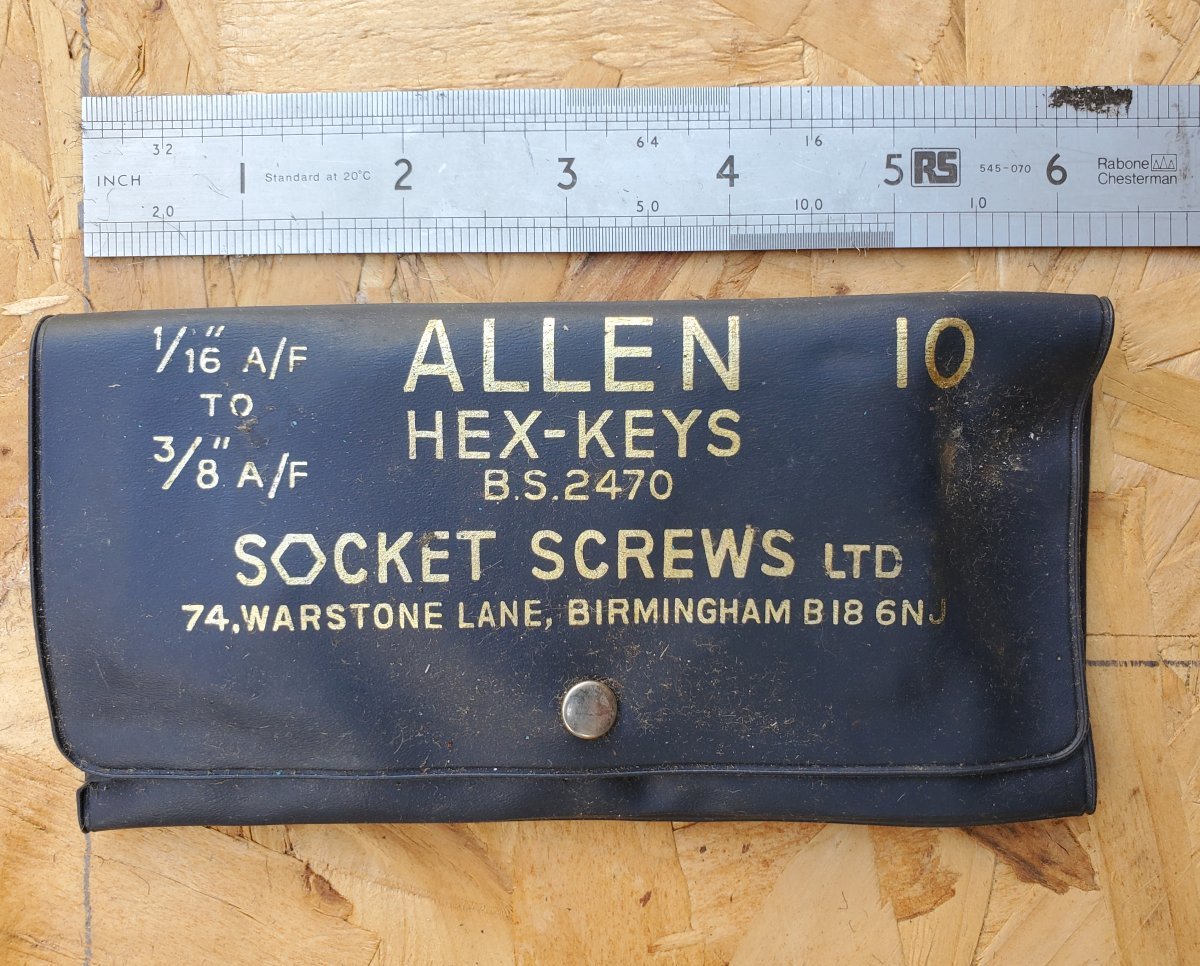 32 64 16
INCH 1 Standard at 20°C 2 3 4 5 RS 545-070 6 Rabone
Chesterman
20 50 100 10
1/16" A/F
TO
3/8" A/F
ALLEN
HEX-KEYS
B.S.2470
10
SOCKET SCREWS LTD
74, WARSTONE LANE, BIRMINGHAM B18 6NJ